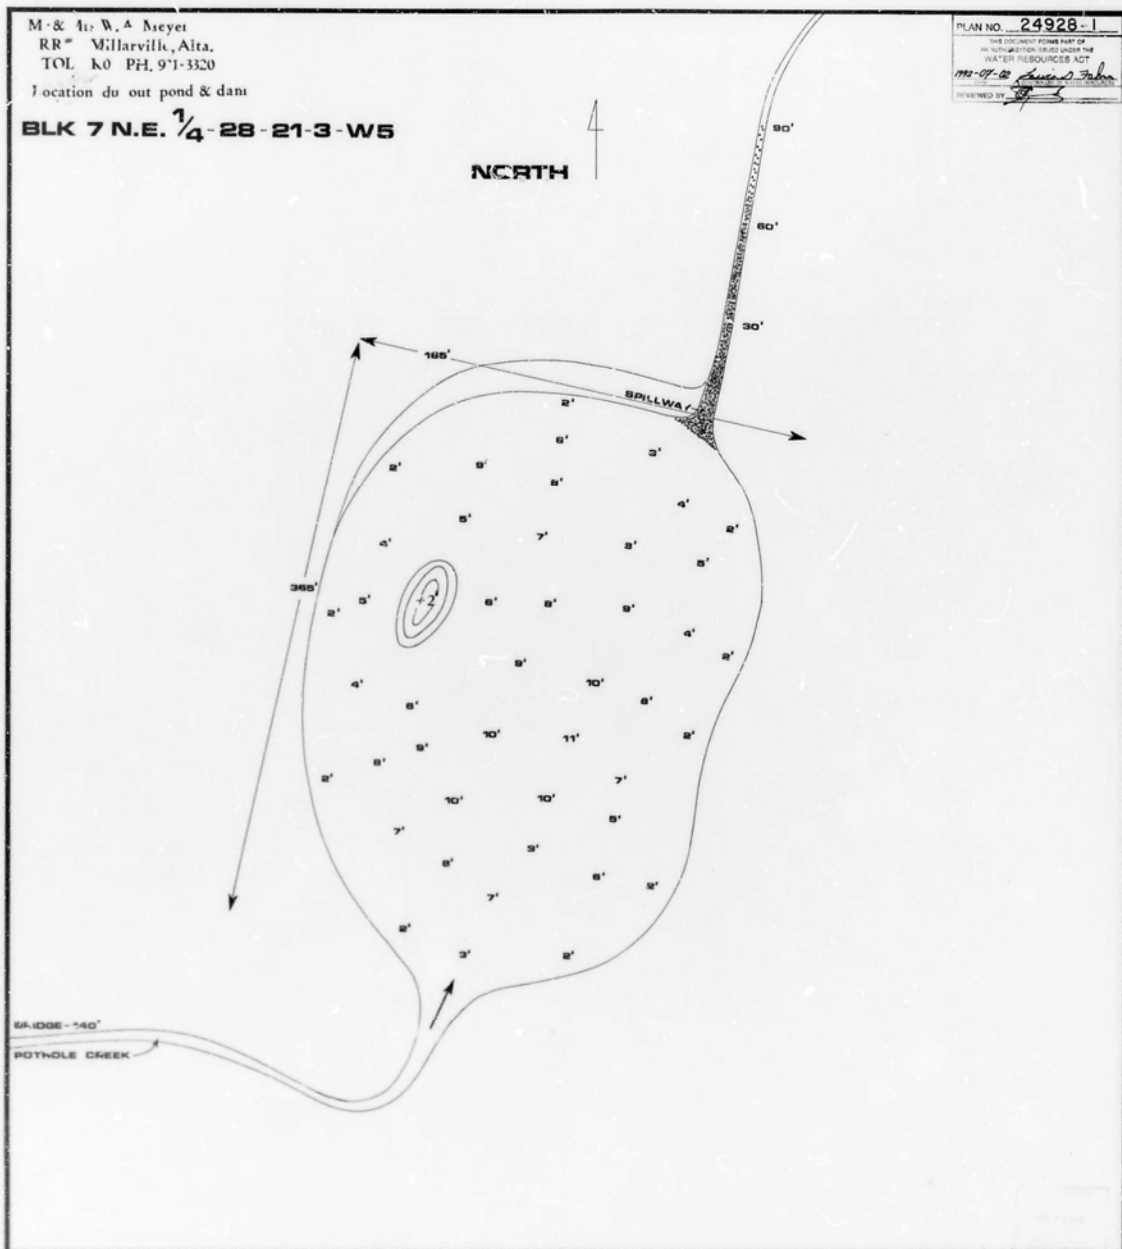 M & W. A Meyer
RR# Millarville, Alta.
TOL K0 PH. 931-3320
Location du out pond & dam
BLK 7 N.E. 1/4-28-21-3-W5
PLAN NO. 24928-1
THIS DOCUMENT FORMS PART OF
AN AUTHORIZATION ISSUED UNDER THE
WATER RESOURCES ACT
1992-07-02
REVIEWED BY
NORTH
90'
60'
30'
165'
SPILLWAY
2'
6'
3'
2' 9'
8'
4'
5'
2'
4' 7'
5'
365'
2' 5' +2' 6' 8' 9'
4'
9' 2'
4' 10'
6' 8'
10' 11' 2'
9'
8'
2' 7'
10' 10'
5'
7'
3'
8'
6' 2'
7'
2'
3' 2'
BRIDGE-140'
POTHOLE CREEK